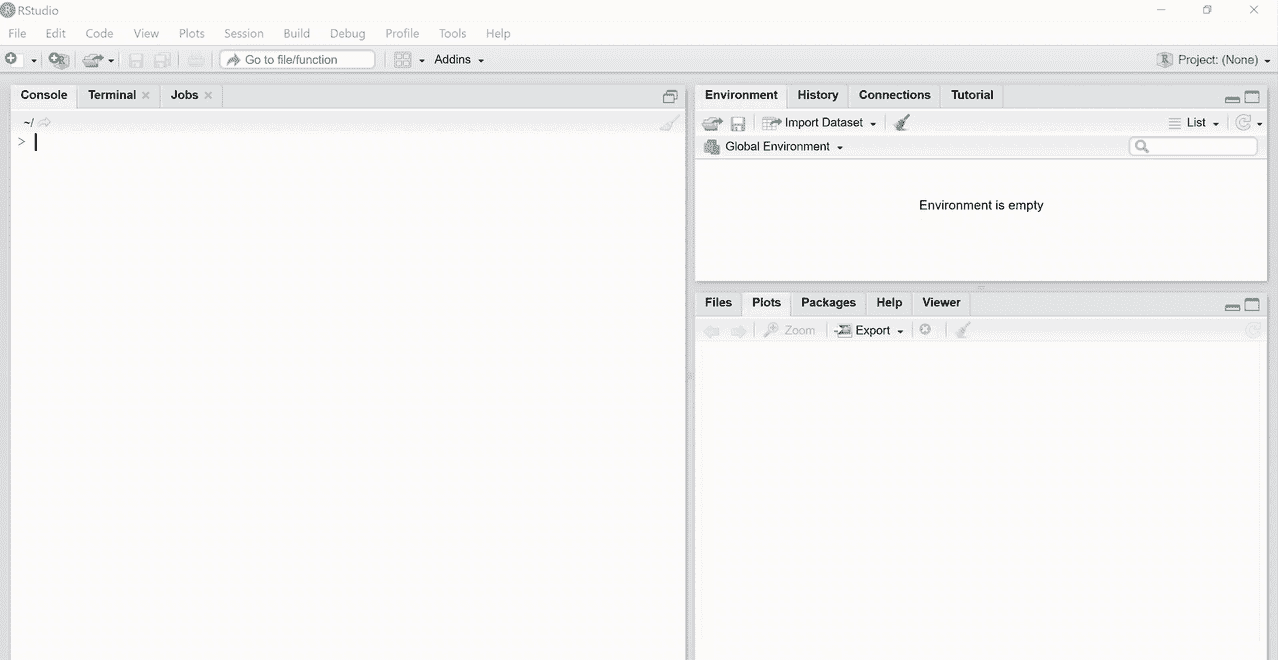 RStudio
File Edit Code View Plots Session Build Debug Profile Tools Help
Go to file/function Addins Project: (None)
Console Terminal Jobs
~/
>
Environment History Connections Tutorial
Import Dataset List
Global Environment
Environment is empty
Files Plots Packages Help Viewer
Zoom Export